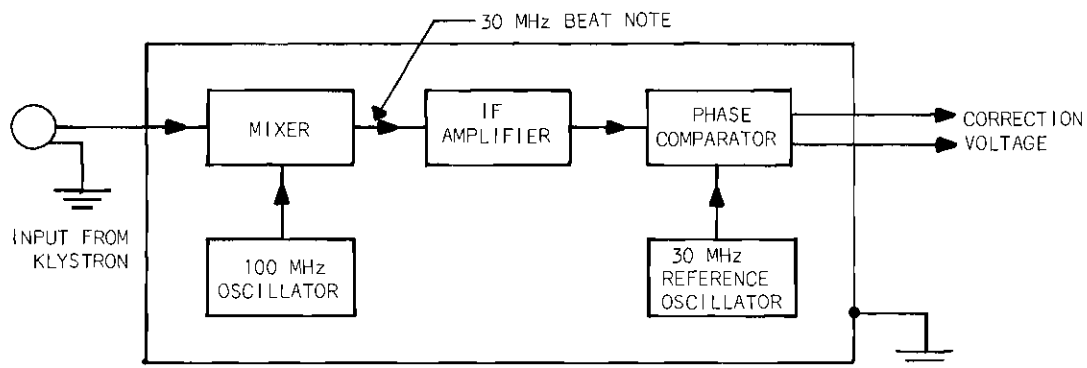 30 MHz BEAT NOTE
MIXER
IF
AMPLIFIER
PHASE
COMPARATOR
CORRECTION
VOLTAGE
INPUT FROM
KLYSTRON
100 MHz
OSCILLATOR
30 MHz
REFERENCE
OSCILLATOR